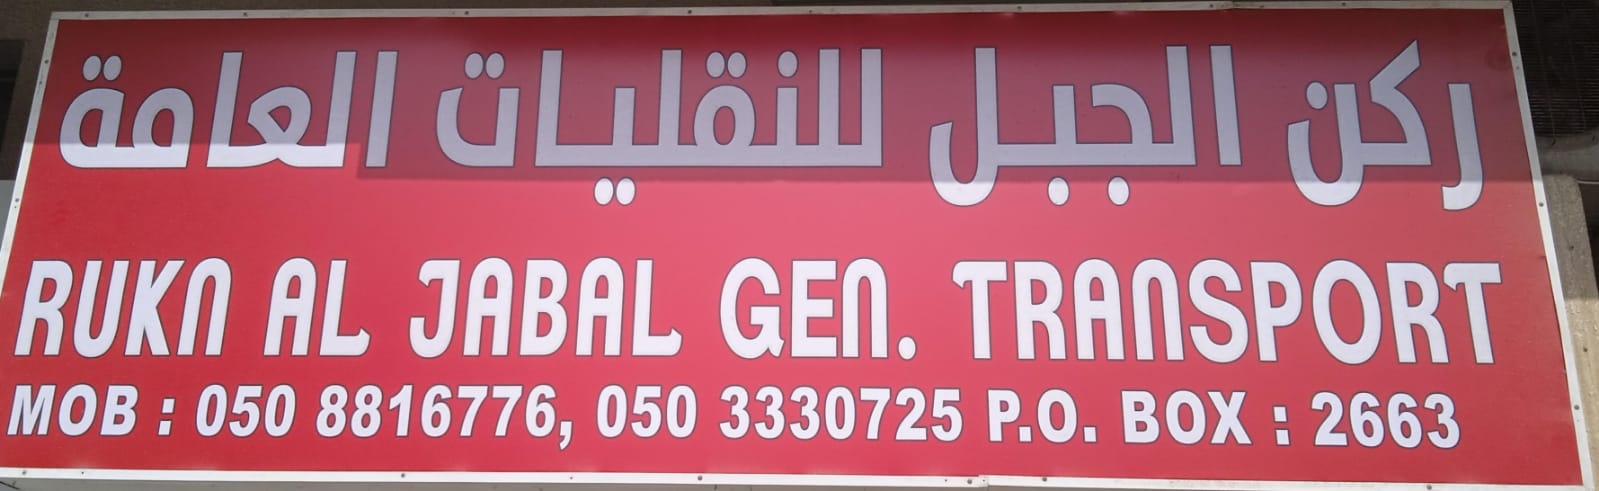 ركن الجبل للنقليات العامة
RUKN AL JABAL GEN. TRANSPORT
MOB : 050 8816776, 050 3330725 P.O. BOX : 2663